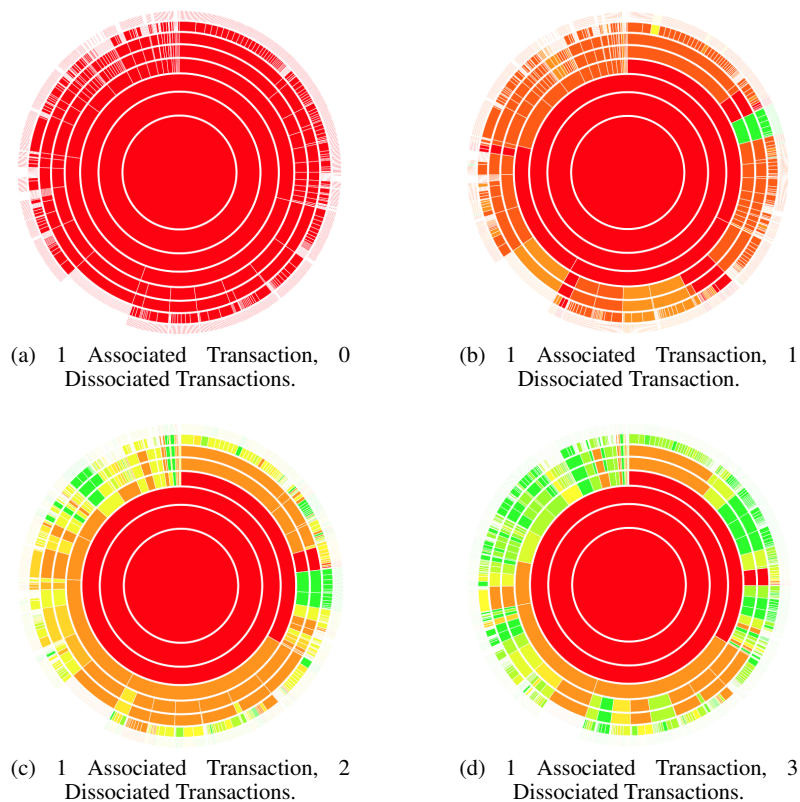 (a) 1 Associated Transaction, 0
Dissociated Transactions.
(b) 1 Associated Transaction, 1
Dissociated Transaction.
(c) 1 Associated Transaction, 2
Dissociated Transactions.
(d) 1 Associated Transaction, 3
Dissociated Transactions.